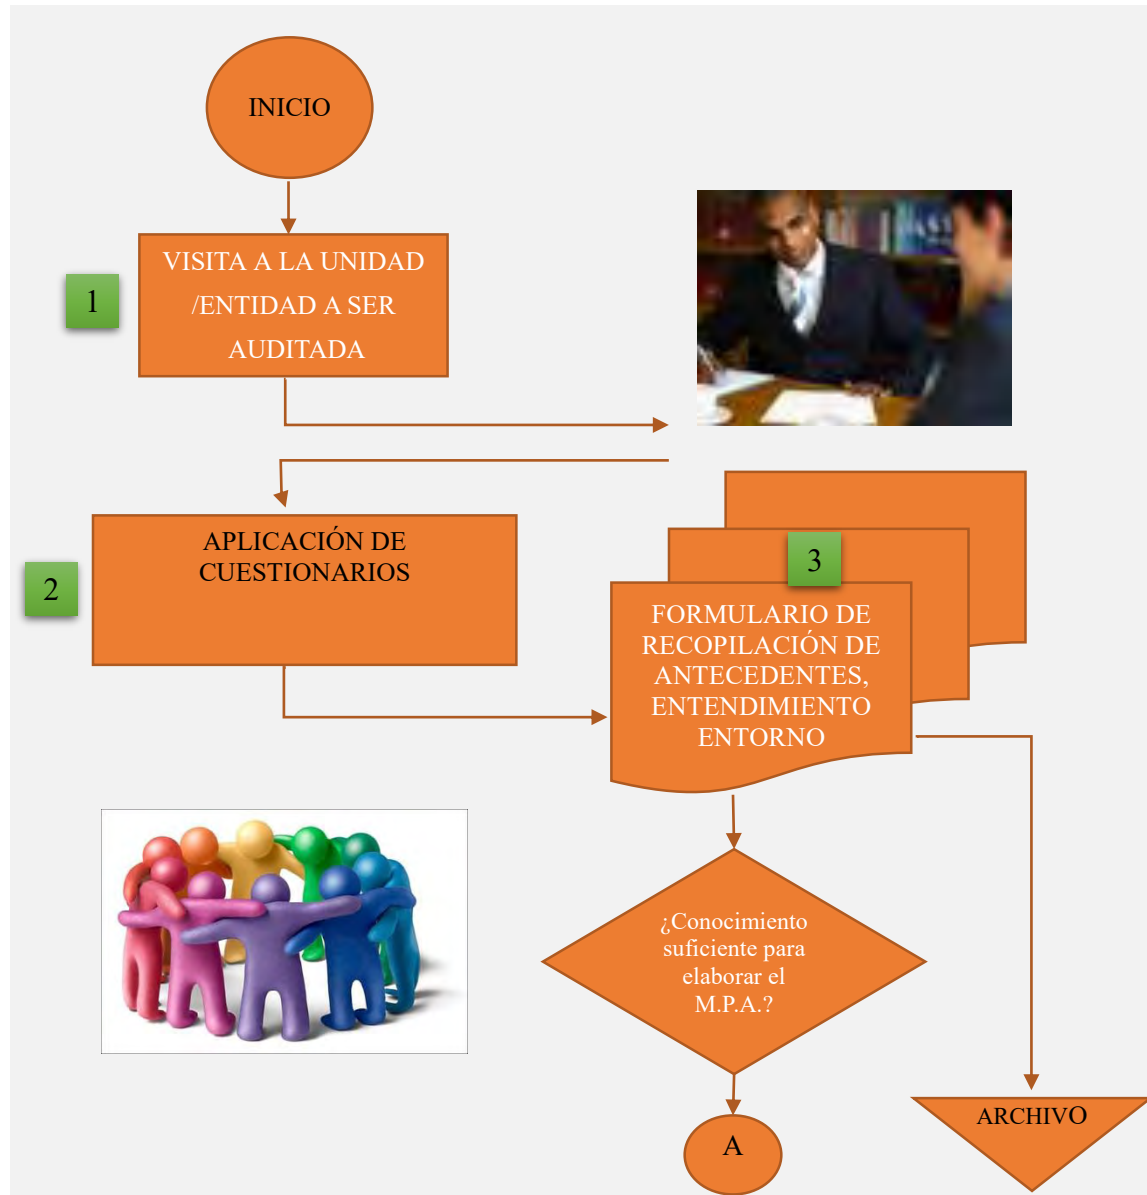 INICIO
1
VISITA A LA UNIDAD
/ENTIDAD A SER
AUDITADA
2
APLICACIÓN DE
CUESTIONARIOS
3
FORMULARIO DE
RECOPILACIÓN DE
ANTECEDENTES,
ENTENDIMIENTO
ENTORNO
¿Conocimiento
suficiente para
elaborar el
M.P.A.?
A
ARCHIVO